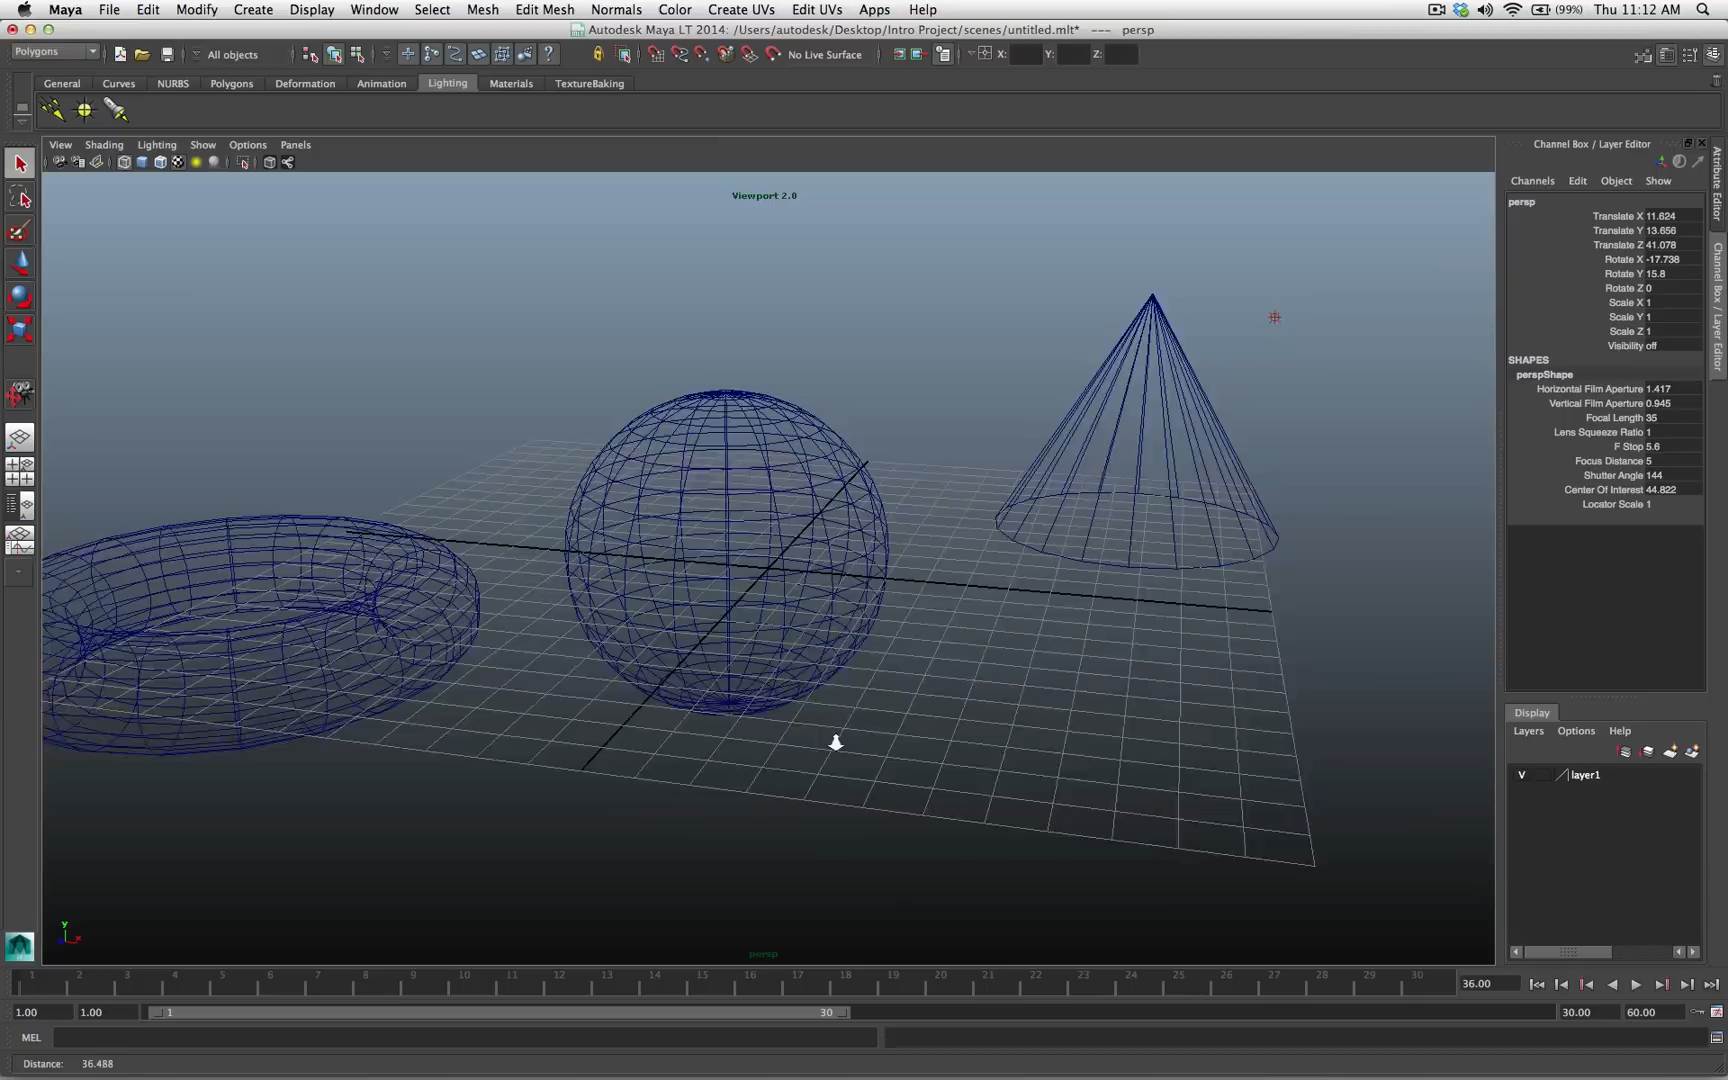 Maya File Edit Modify Create Display Window Select Mesh Edit Mesh Normals Color Create UVs Edit UVs Apps Help (99%) Thu 11:12 AM
Autodesk Maya LT 2014: /Users/autodesk/Desktop/Intro Project/scenes/untitled.mlt* --- persp
Polygons All objects No Live Surface X: Y: Z:
General Curves NURBS Polygons Deformation Animation Lighting Materials TextureBaking
View Shading Lighting Show Options Panels
Viewport 2.0
Channel Box / Layer Editor
Channels Edit Object Show
persp
Translate X 11.624
Translate Y 13.656
Translate Z 41.078
Rotate X -17.738
Rotate Y 15.8
Rotate Z 0
Scale X 1
Scale Y 1
Scale Z 1
Visibility off
SHAPES
perspShape
Horizontal Film Aperture 1.417
Vertical Film Aperture 0.945
Focal Length 35
Lens Squeeze Ratio 1
F Stop 5.6
Focus Distance 5
Shutter Angle 144
Center Of Interest 44.822
Locator Scale 1
Attribute Editor
Channel Box / Layer Editor
Display
Layers Options Help
V layer1
y
x
persp
1 2 3 4 5 6 7 8 9 10 11 12 13 14 15 16 17 18 19 20 21 22 23 24 25 26 27 28 29 30 36.00
1.00 1.00 1 30 30.00 60.00
MEL
Distance: 36.488